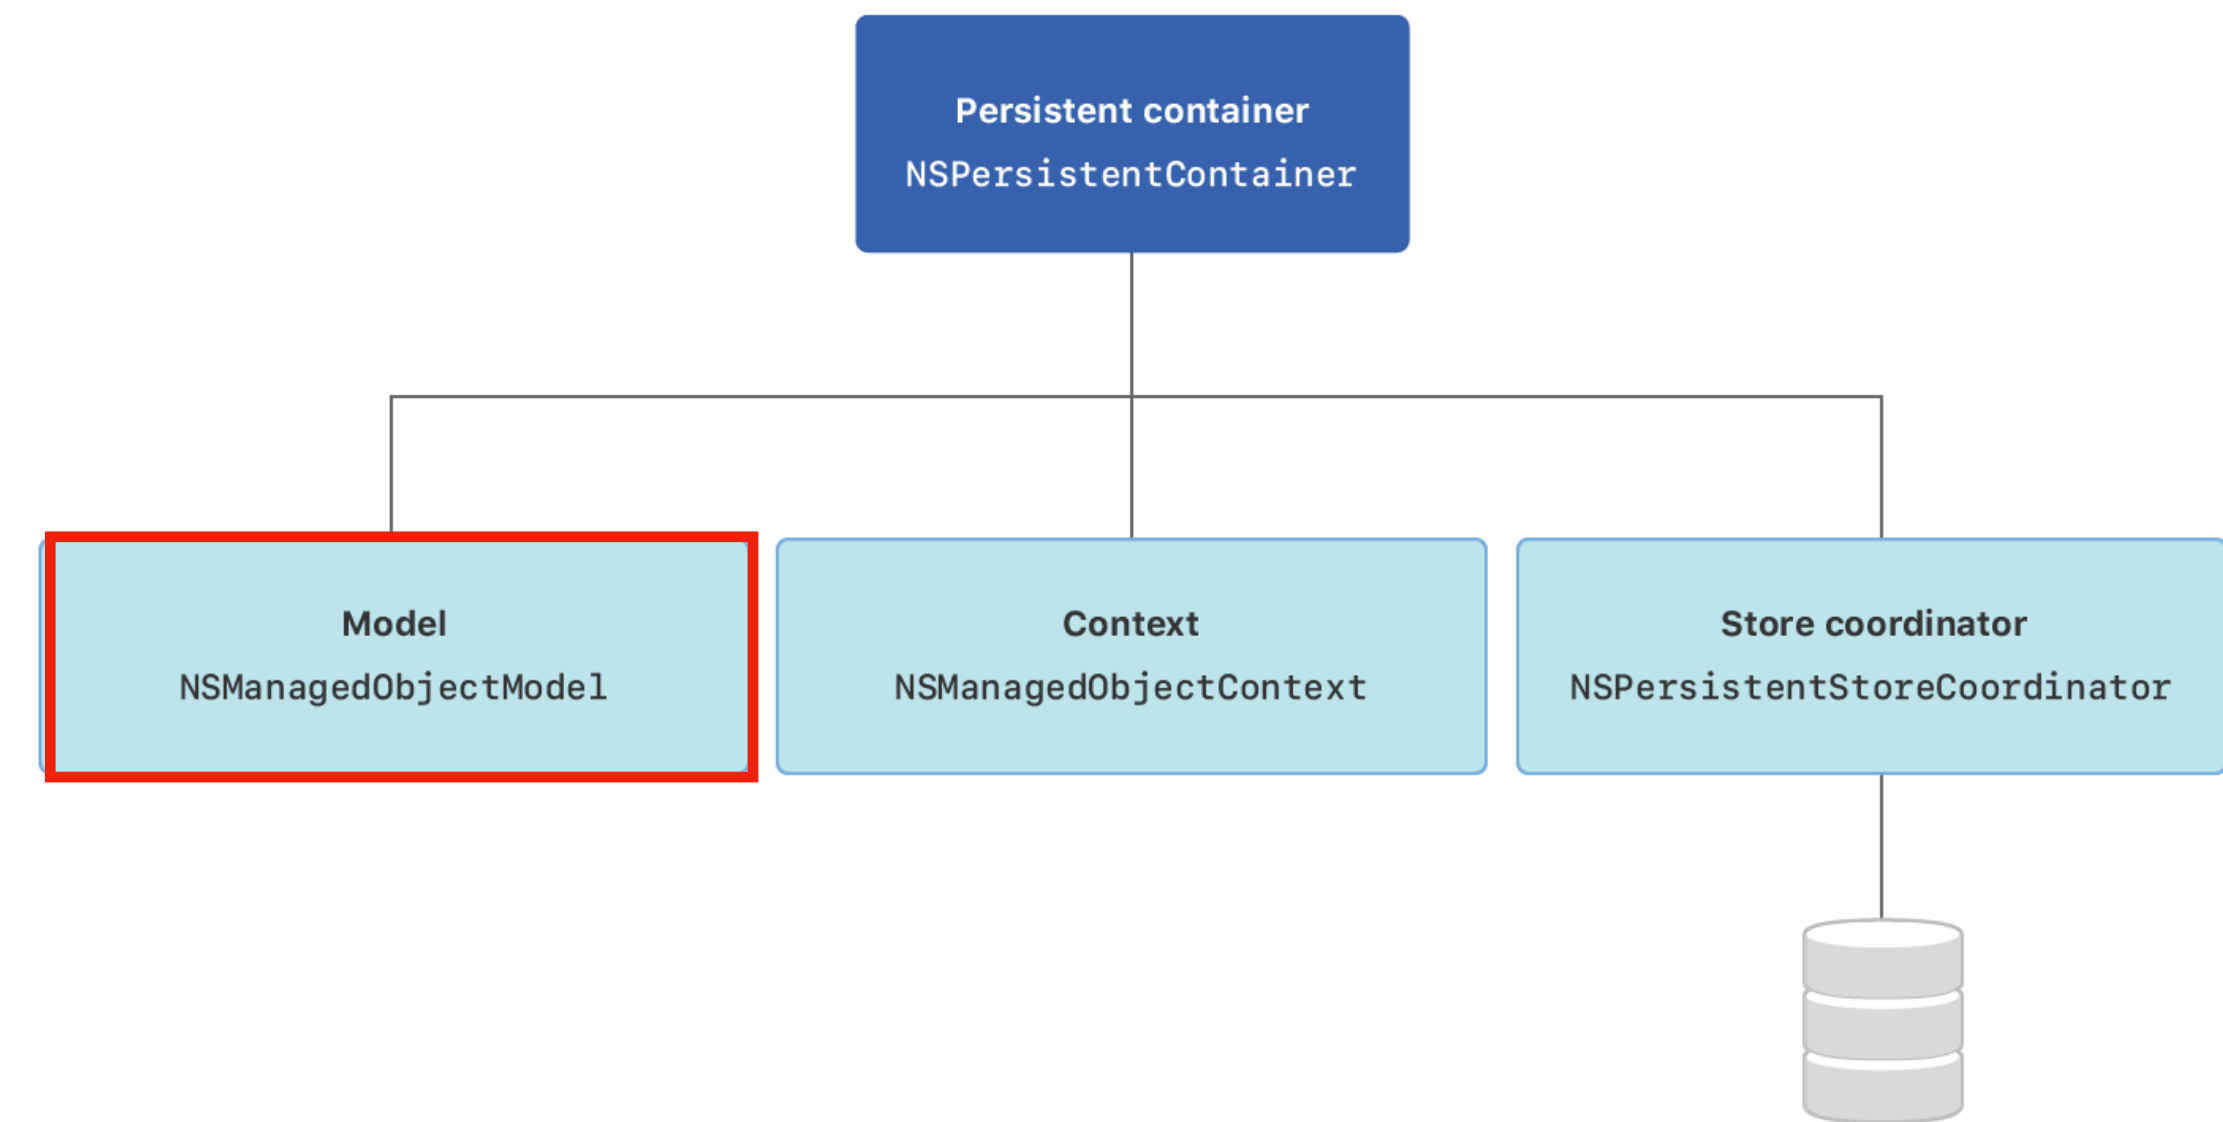 Persistent container
NSPersistentContainer
Model
NSManagedObjectModel
Context
NSManagedObjectContext
Store coordinator
NSPersistentStoreCoordinator